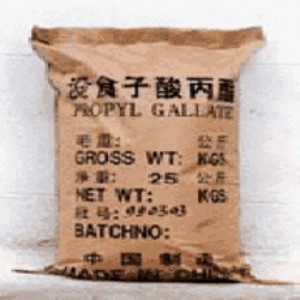 没食子酸丙酯
PROPYL GALLATE
毛重: 公斤
GROSS WT: KGS
净重: 25 公斤
NET WT: KGS
批号:
BATCHNO:
中国制造
MADE IN CHINA